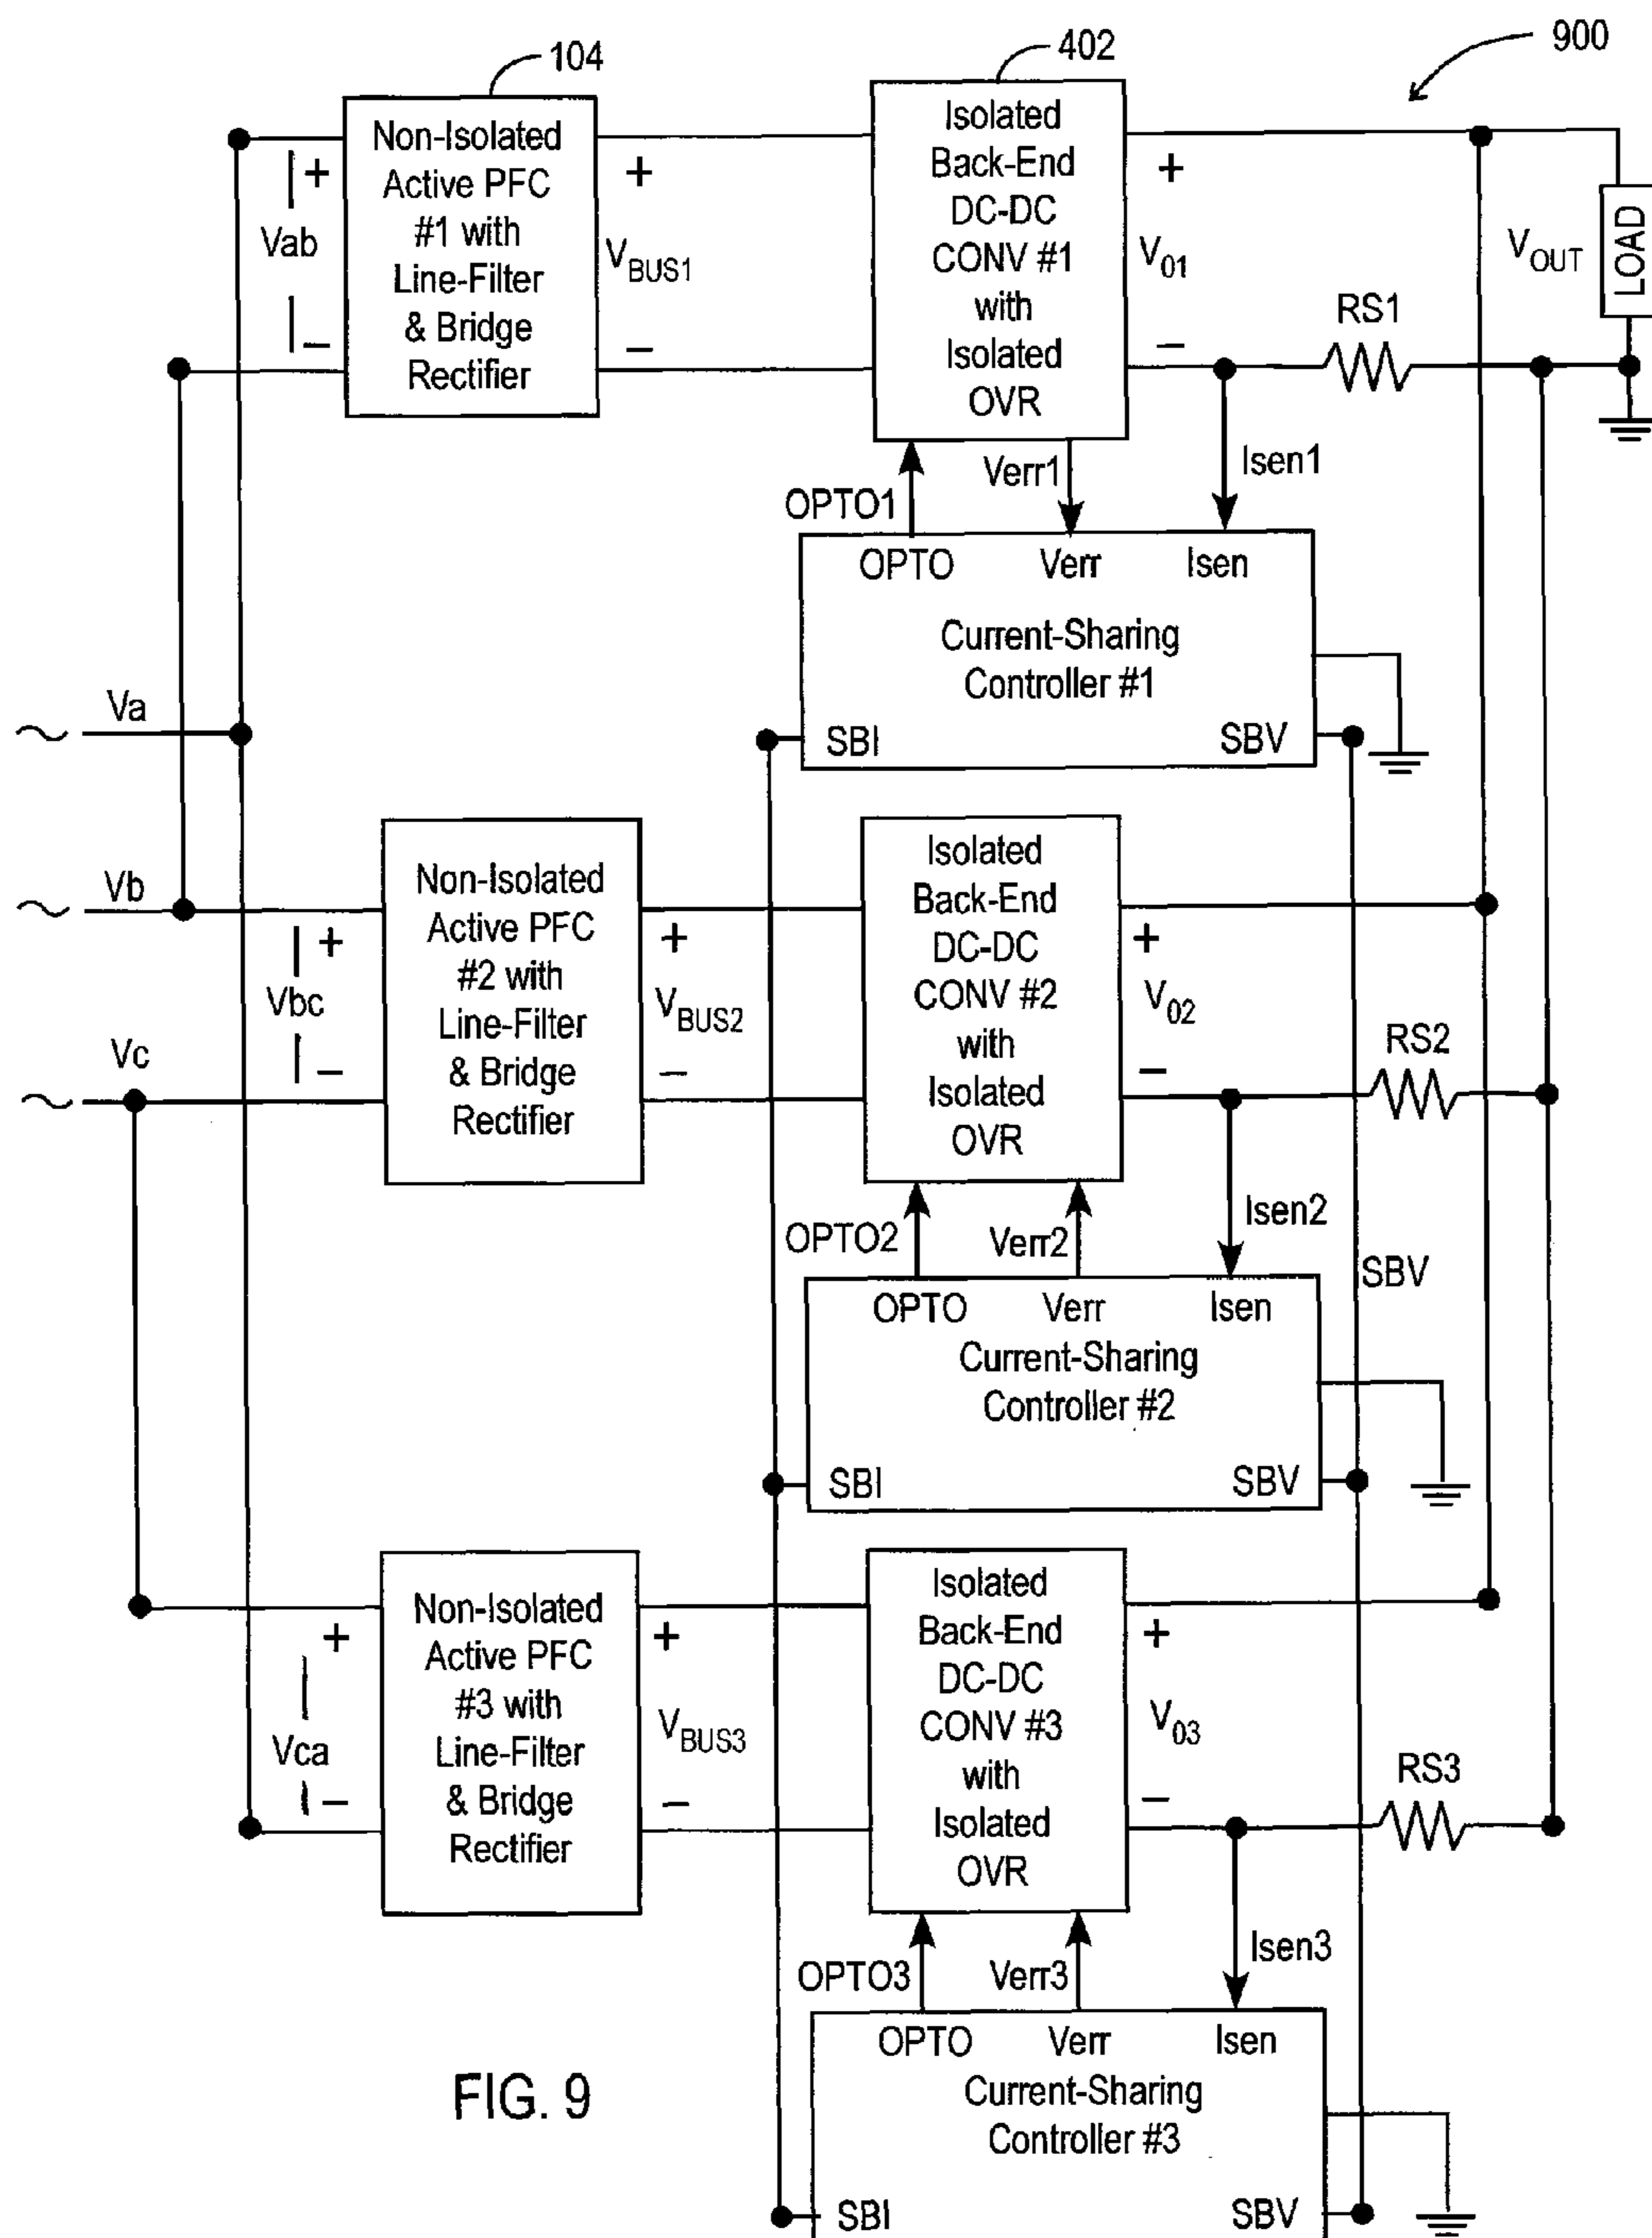 104
402
900
Non-Isolated
Active PFC
#1 with
Line-Filter
& Bridge
Rectifier
+
Vab
−
+
VBUS1
−
Isolated
Back-End
DC-DC
CONV #1
with
Isolated
OVR
+
V01
−
VOUT
LOAD
RS1
OPTO1
Verr1
Isen1
OPTO Verr Isen
Current-Sharing
Controller #1
SBI SBV
Va
Vb
Vc
Non-Isolated
Active PFC
#2 with
Line-Filter
& Bridge
Rectifier
+
Vbc
−
+
VBUS2
−
Isolated
Back-End
DC-DC
CONV #2
with
Isolated
OVR
+
V02
−
RS2
OPTO2
Verr2
Isen2
SBV
OPTO Verr Isen
Current-Sharing
Controller #2
SBI SBV
Non-Isolated
Active PFC
#3 with
Line-Filter
& Bridge
Rectifier
+
Vca
−
+
VBUS3
−
Isolated
Back-End
DC-DC
CONV #3
with
Isolated
OVR
+
V03
−
RS3
OPTO3
Verr3
Isen3
OPTO Verr Isen
Current-Sharing
Controller #3
SBI SBV
FIG. 9